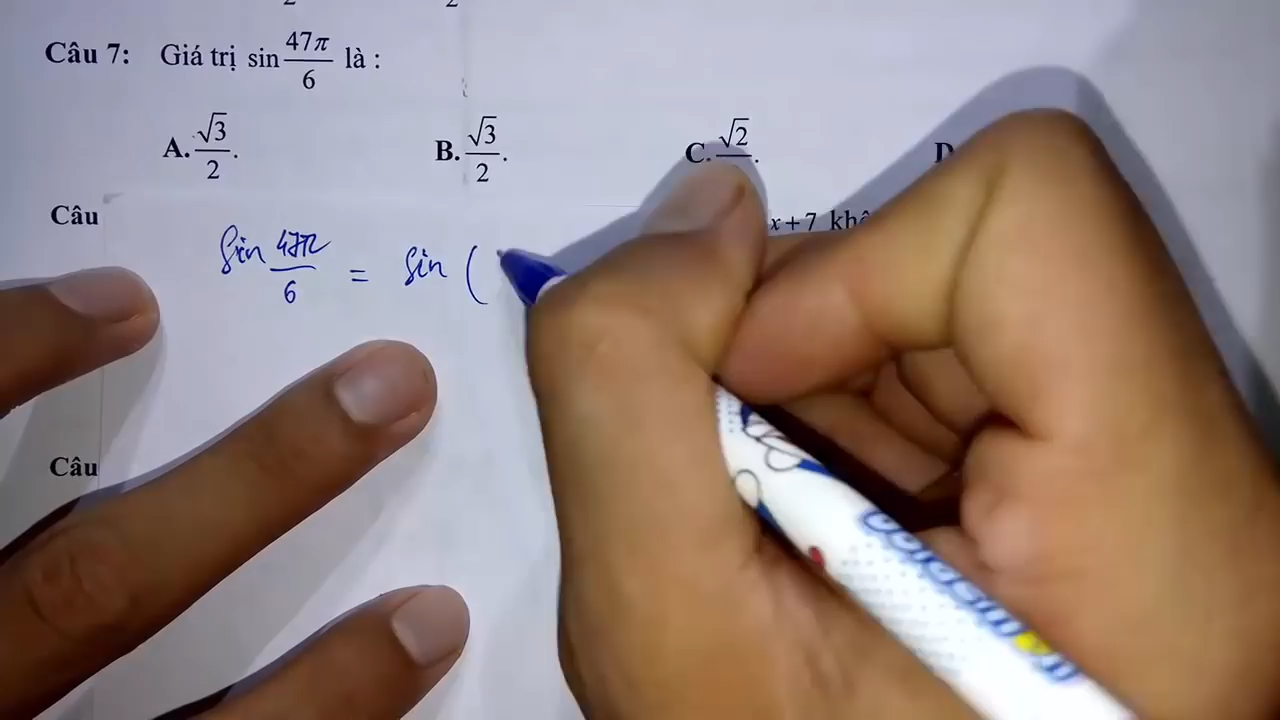 Câu 7: Giá trị sin 47π/6 là :
A. √3/2. B. √3/2. C. √2 . D
Câu x + 7
sin 47π/6 = sin (
Câu